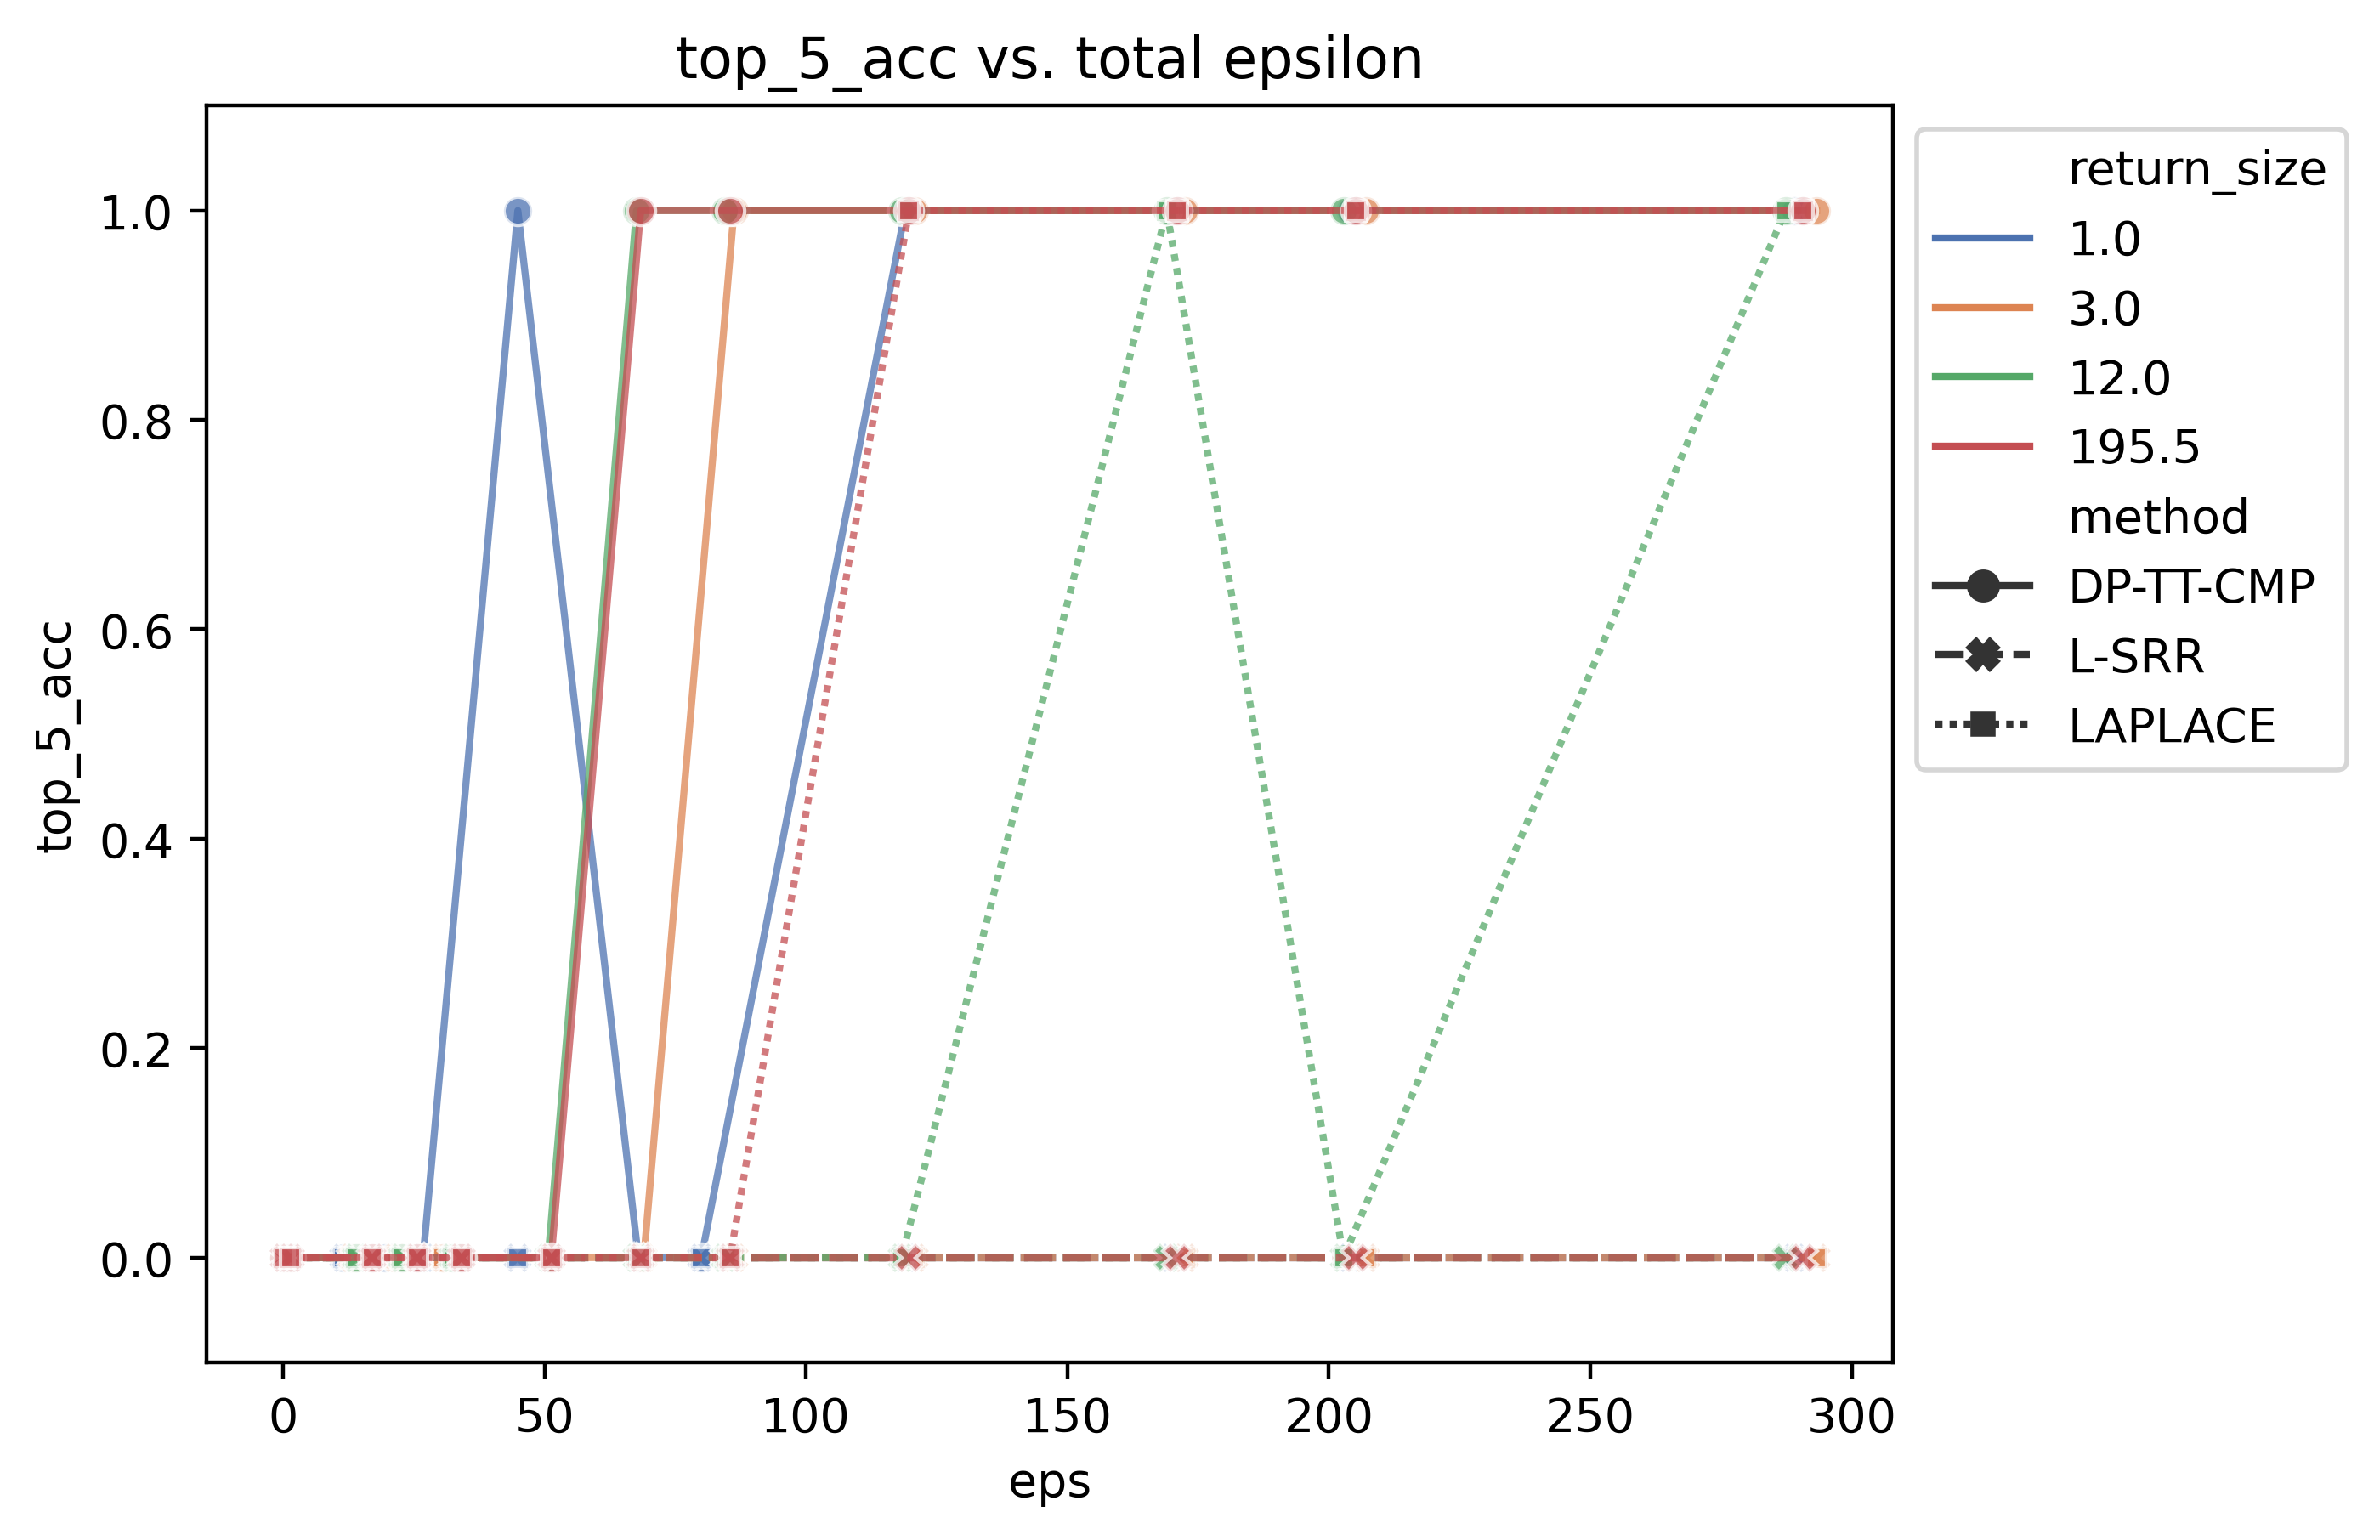 top_5_acc vs. total epsilon
top_5_acc
1.0
0.8
0.6
0.4
0.2
0.0
0 50 100 150 200 250 300
eps
return_size
1.0
3.0
12.0
195.5
method
DP-TT-CMP
L-SRR
LAPLACE